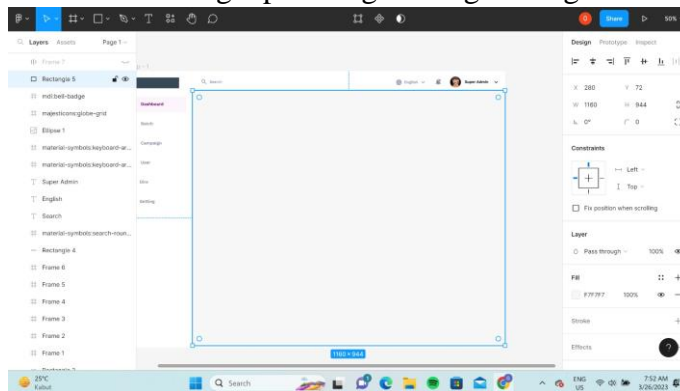 50%
Share
Layers Assets Page 1
Design Prototype Inspect
Frame 7
Rectangle 5
mdi:bell-badge
majesticons:globe-grid
Ellipse 1
material-symbols:keyboard-ar...
material-symbols:keyboard-ar...
Super Admin
English
Search
material-symbols:search-roun...
Rectangle 4
Frame 6
Frame 5
Frame 4
Frame 3
Frame 2
Frame 1
Search
English
Super Admin
Dashboard
Search
Campaign
User
Setting
1160 × 944
X 280 Y 72
W 1160 H 944
0° 0
Constraints
Left
Top
Fix position when scrolling
Layer
Pass through 100%
Fill
F7F7F7 100%
Stroke
Effects
?
25°C
Kabut
Search
ENG
US
7:52 AM
3/26/2023